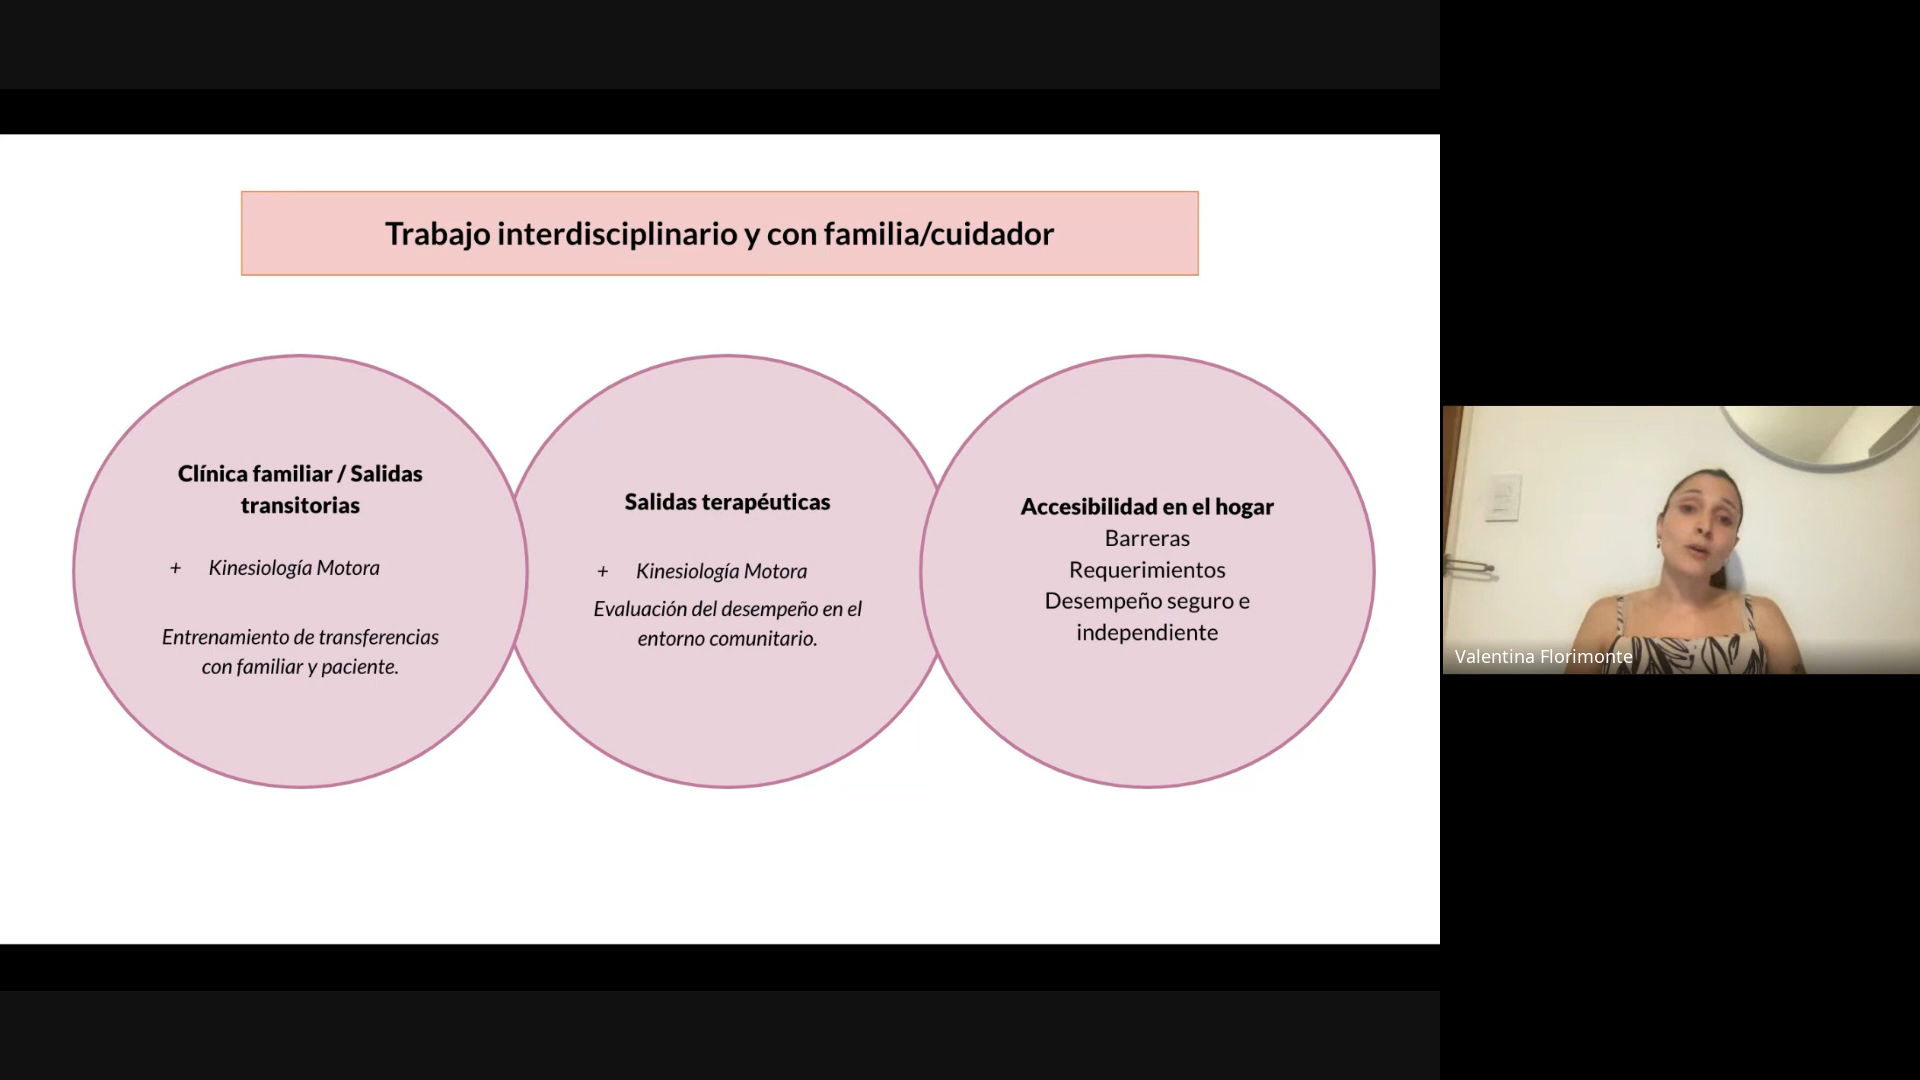 Trabajo interdisciplinario y con familia/cuidador
Clínica familiar / Salidas
transitorias
+ Kinesiología Motora
Entrenamiento de transferencias
con familiar y paciente.
Salidas terapéuticas
+ Kinesiología Motora
Evaluación del desempeño en el
entorno comunitario.
Accesibilidad en el hogar
Barreras
Requerimientos
Desempeño seguro e
independiente
Valentina Florimonte